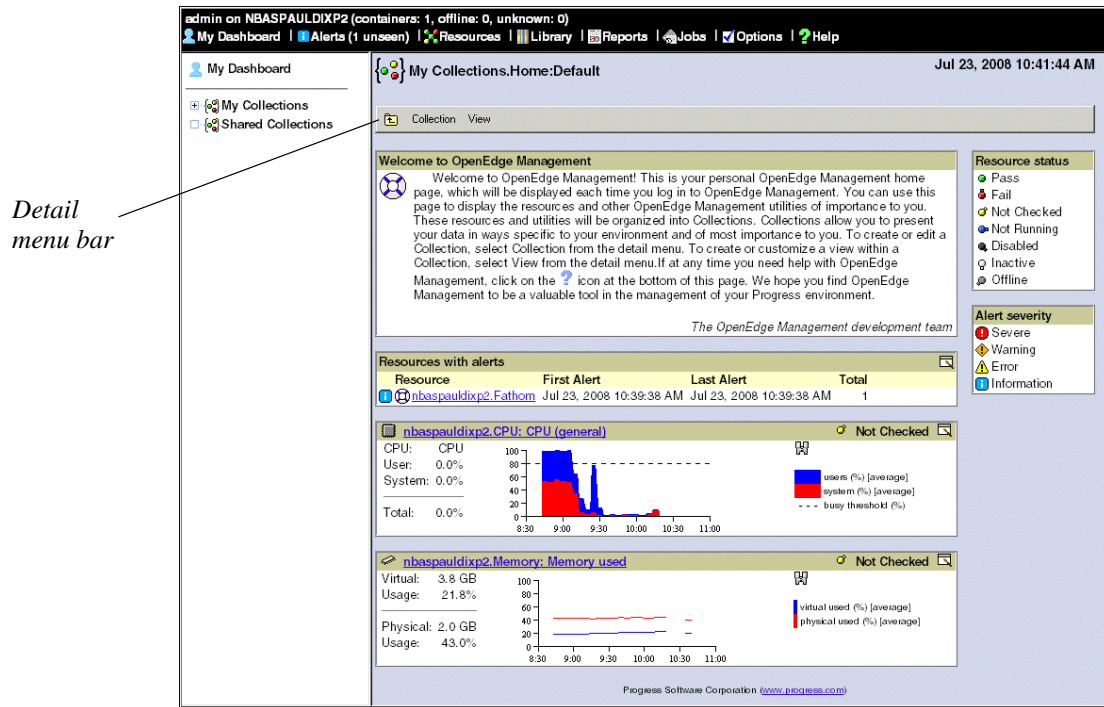 admin on NBASPAULDIXP2 (containers: 1, offline: 0, unknown: 0)
My Dashboard | Alerts (1 unseen) | Resources | Library | Reports | Jobs | Options | Help
My Dashboard
My Collections
Shared Collections
Detail
menu bar
My Collections.Home:Default
Jul 23, 2008 10:41:44 AM
Collection View
Welcome to OpenEdge Management
Welcome to OpenEdge Management! This is your personal OpenEdge Management home
page, which will be displayed each time you log in to OpenEdge Management. You can use this
page to display the resources and other OpenEdge Management utilities of importance to you.
These resources and utilities will be organized into Collections. Collections allow you to present
your data in ways specific to your environment and of most importance to you. To create or edit a
Collection, select Collection from the detail menu. To create or customize a view within a
Collection, select View from the detail menu.If at any time you need help with OpenEdge
Management, click on the ? icon at the bottom of this page. We hope you find OpenEdge
Management to be a valuable tool in the management of your Progress environment.
The OpenEdge Management development team
Resource status
Pass
Fail
Not Checked
Not Running
Disabled
Inactive
Offline
Alert severity
Severe
Warning
Error
Information
Resources with alerts
Resource First Alert Last Alert Total
nbaspauldixp2.Fathom Jul 23, 2008 10:39:38 AM Jul 23, 2008 10:39:38 AM 1
nbaspauldixp2.CPU: CPU (general) Not Checked
CPU: CPU
User: 0.0%
System: 0.0%
Total: 0.0%
100
80
60
40
20
0
8:30 9:00 9:30 10:00 10:30 11:00
users (%) [average]
system (%) [average]
busy threshold (%)
nbaspauldixp2.Memory: Memory used Not Checked
Virtual: 3.8 GB
Usage: 21.8%
Physical: 2.0 GB
Usage: 43.0%
100
80
60
40
20
0
8:30 9:00 9:30 10:00 10:30 11:00
virtual used (%) [average]
physical used (%) [average]
Progress Software Corporation (www.progress.com)